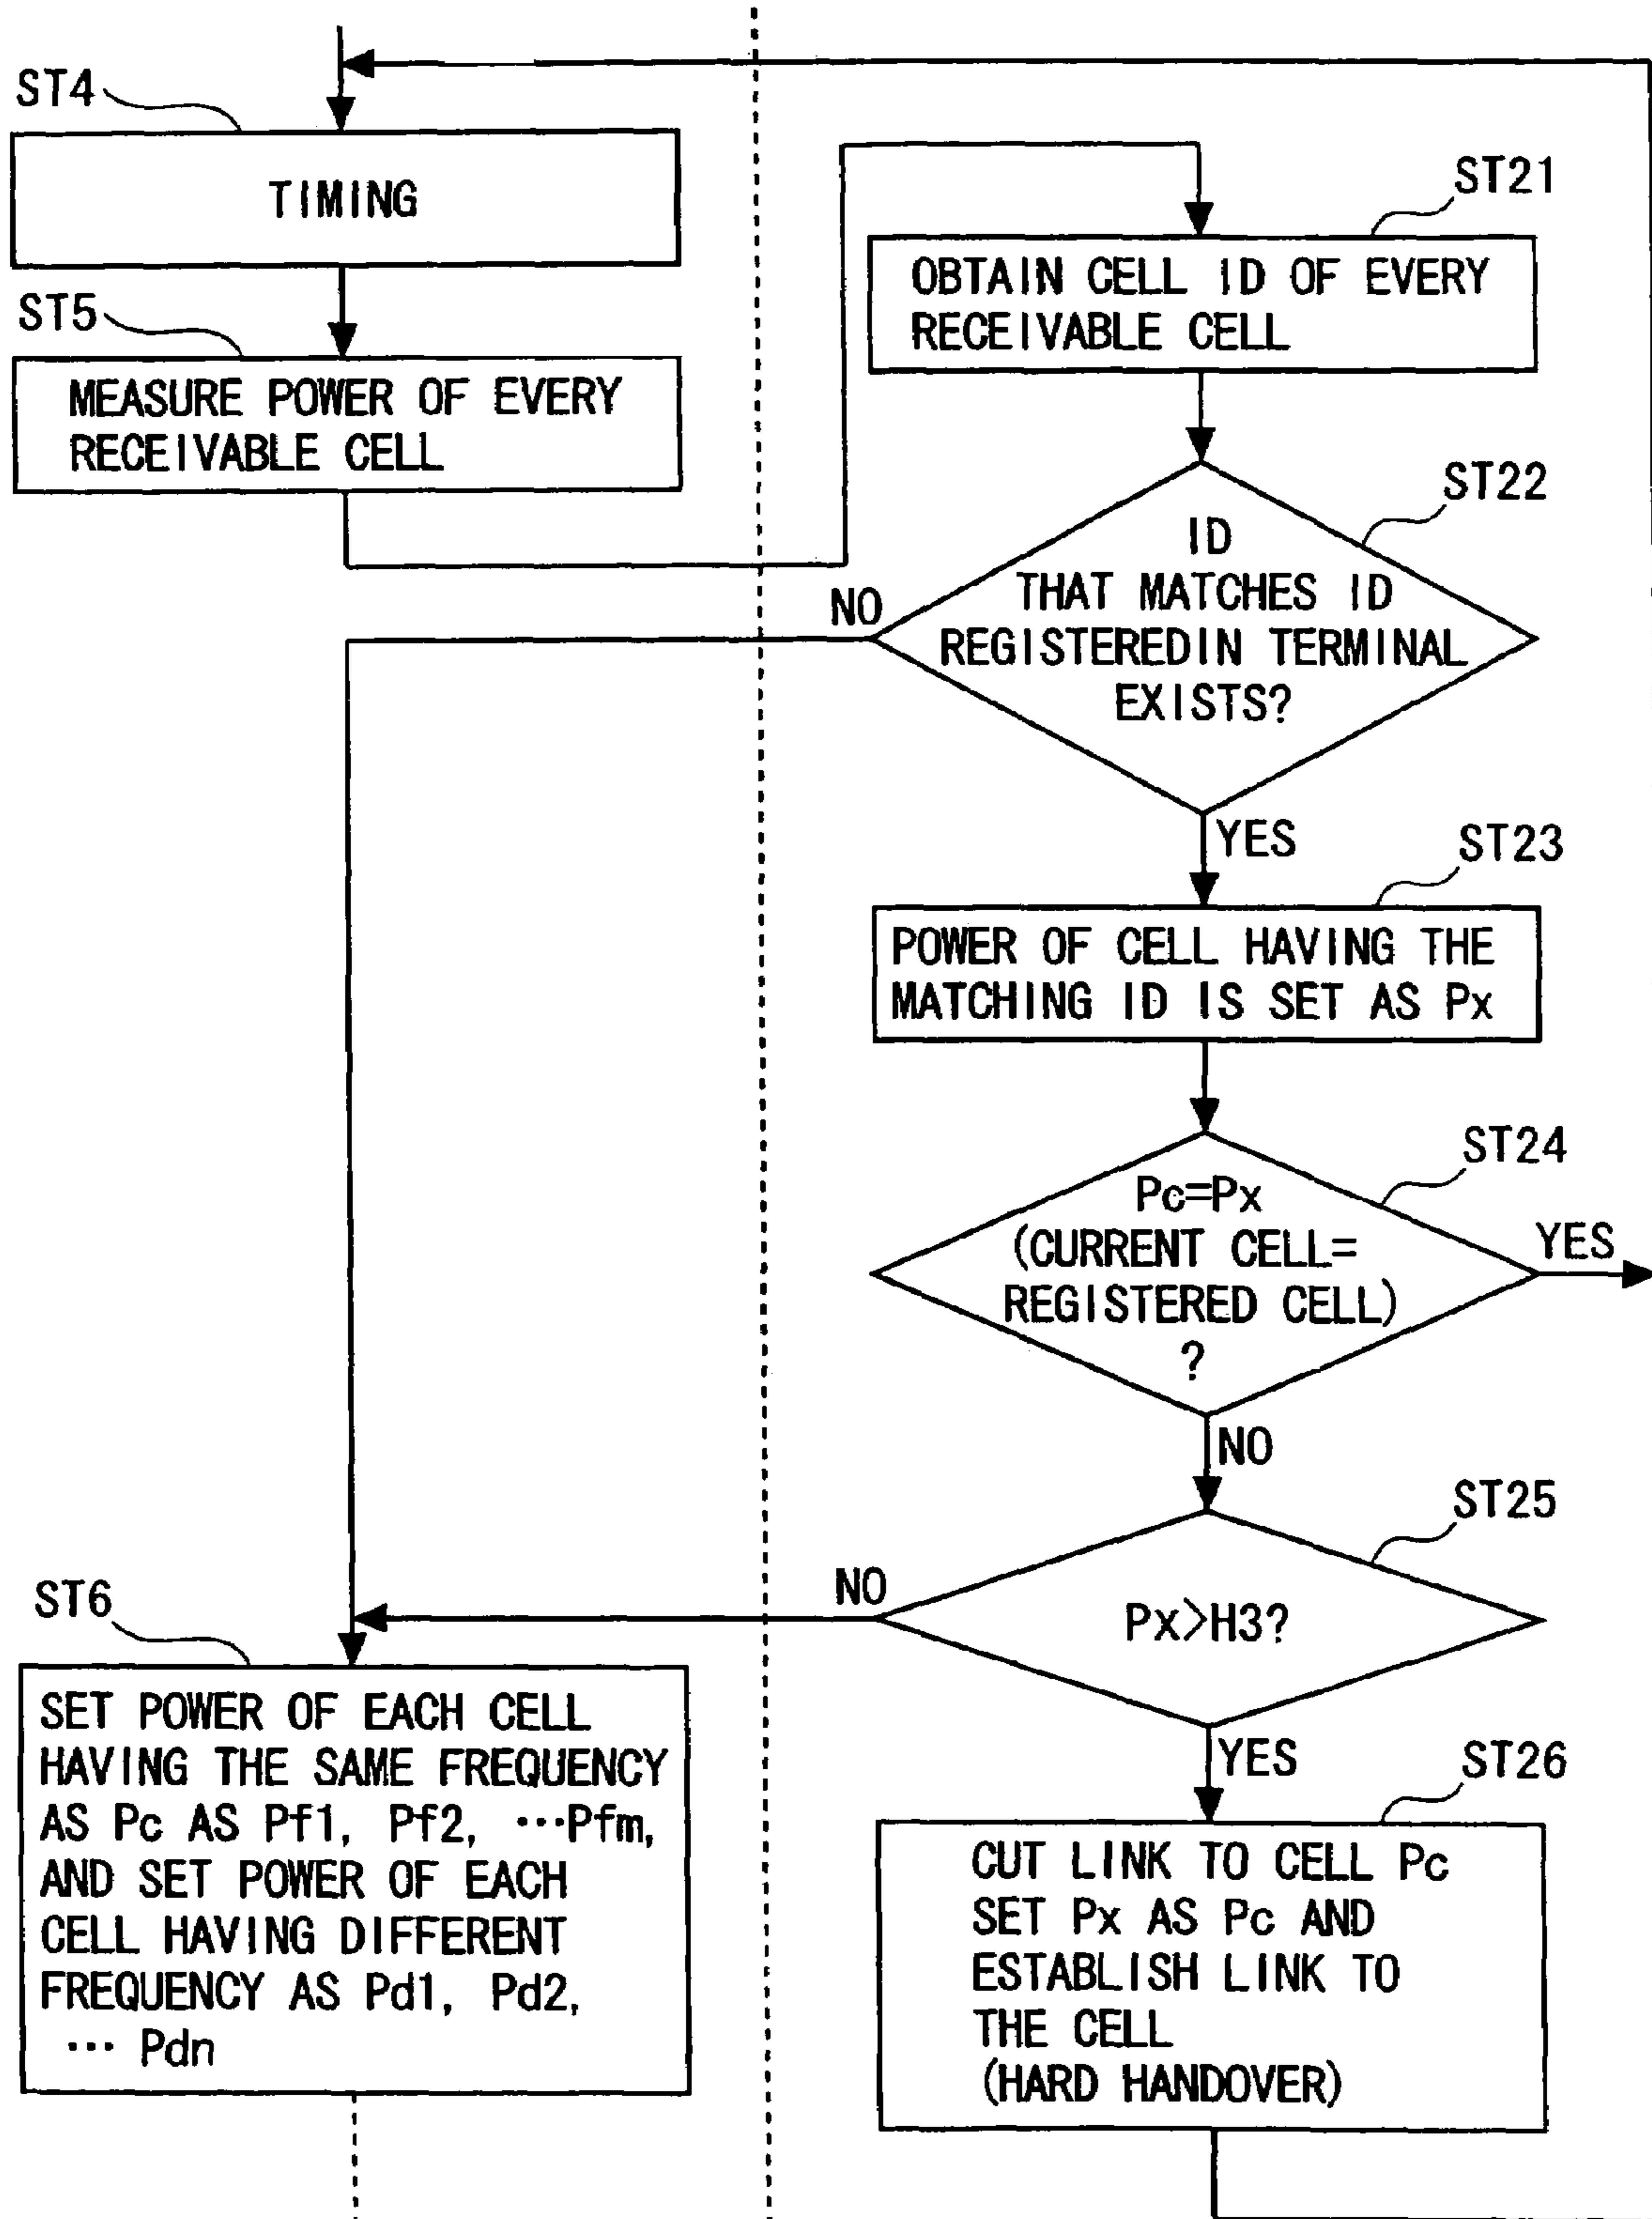 ST4
TIMING
ST5
MEASURE POWER OF EVERY
RECEIVABLE CELL
ST21
OBTAIN CELL ID OF EVERY
RECEIVABLE CELL
ST22
ID
THAT MATCHES ID
REGISTEREDIN TERMINAL
EXISTS?
NO
YES
ST23
POWER OF CELL HAVING THE
MATCHING ID IS SET AS Px
ST24
Pc=Px
(CURRENT CELL=
REGISTERED CELL)
?
YES
NO
ST25
Px>H3?
NO
YES
ST6
SET POWER OF EACH CELL
HAVING THE SAME FREQUENCY
AS Pc AS Pf1, Pf2, ···Pfm,
AND SET POWER OF EACH
CELL HAVING DIFFERENT
FREQUENCY AS Pd1, Pd2,
··· Pdn
ST26
CUT LINK TO CELL Pc
SET Px AS Pc AND
ESTABLISH LINK TO
THE CELL
(HARD HANDOVER)